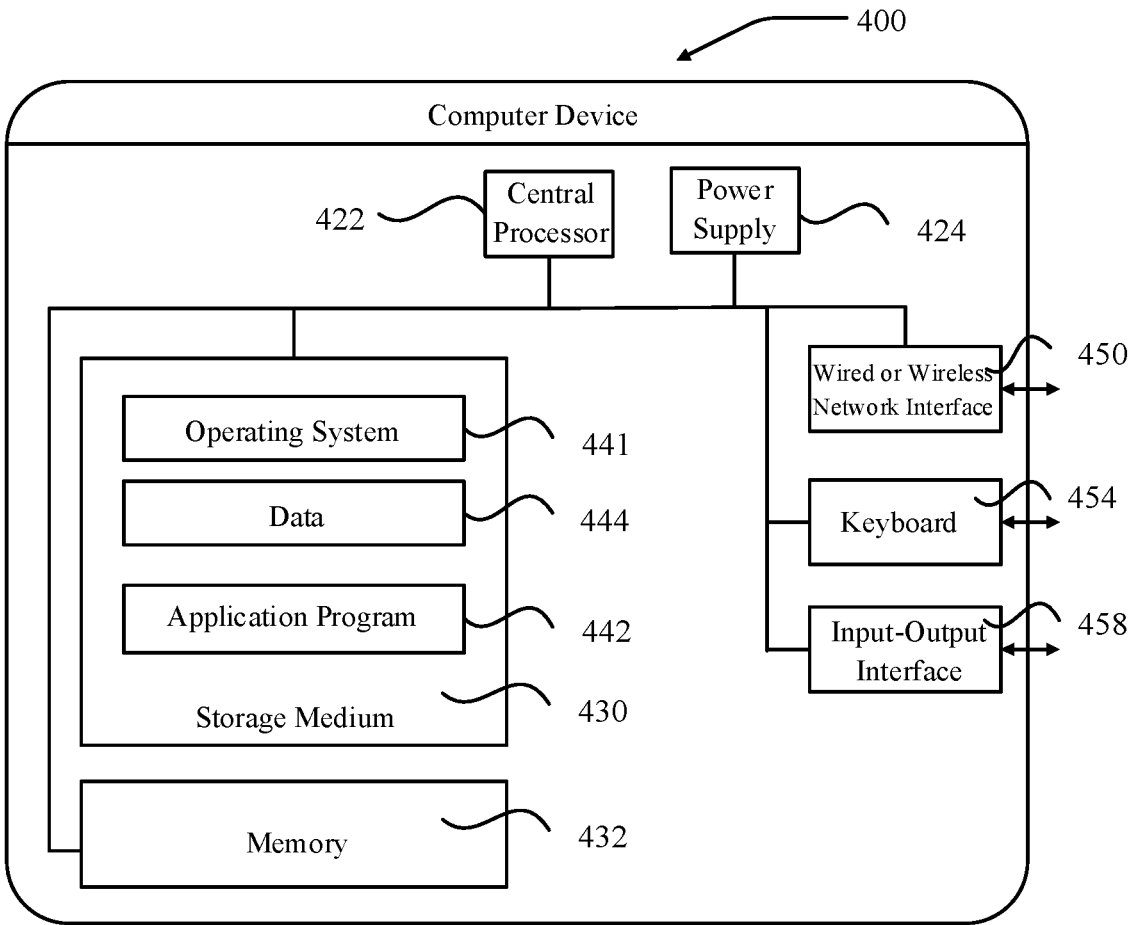 400
Computer Device
422
Central
Processor
Power
Supply
424
Wired or Wireless
Network Interface
450
Operating System
441
Data
444
Keyboard
454
Application Program
442
Input-Output
Interface
458
Storage Medium
430
Memory
432